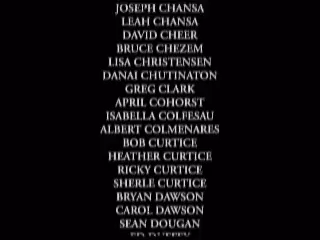 JOSEPH CHANSA
LEAH CHANSA
DAVID CHEER
BRUCE CHEZEM
LISA CHRISTENSEN
DANAI CHUTINATON
GREG CLARK
APRIL COHORST
ISABELLA COLFESAU
ALBERT COLMENARES
BOB CURTICE
HEATHER CURTICE
RICKY CURTICE
SHERLE CURTICE
BRYAN DAWSON
CAROL DAWSON
SEAN DOUGAN